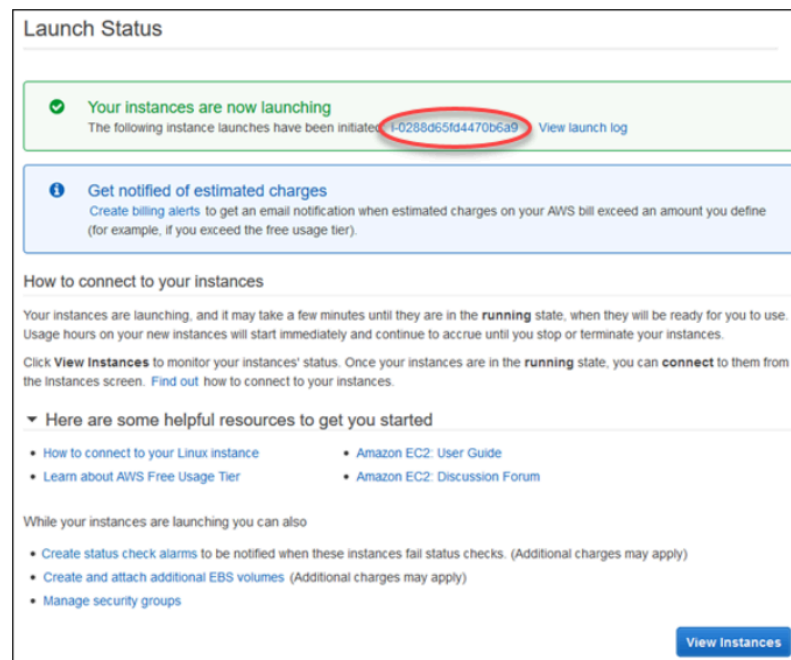 Launch Status
Your instances are now launching
The following instance launches have been initiated: i-0288d65fd4470b6a9 View launch log
Get notified of estimated charges
Create billing alerts to get an email notification when estimated charges on your AWS bill exceed an amount you define
(for example, if you exceed the free usage tier).
How to connect to your instances
Your instances are launching, and it may take a few minutes until they are in the running state, when they will be ready for you to use.
Usage hours on your new instances will start immediately and continue to accrue until you stop or terminate your instances.
Click View Instances to monitor your instances' status. Once your instances are in the running state, you can connect to them from
the Instances screen. Find out how to connect to your instances.
Here are some helpful resources to get you started
• How to connect to your Linux instance
• Learn about AWS Free Usage Tier
• Amazon EC2: User Guide
• Amazon EC2: Discussion Forum
While your instances are launching you can also
• Create status check alarms to be notified when these instances fail status checks. (Additional charges may apply)
• Create and attach additional EBS volumes (Additional charges may apply)
• Manage security groups
View Instances